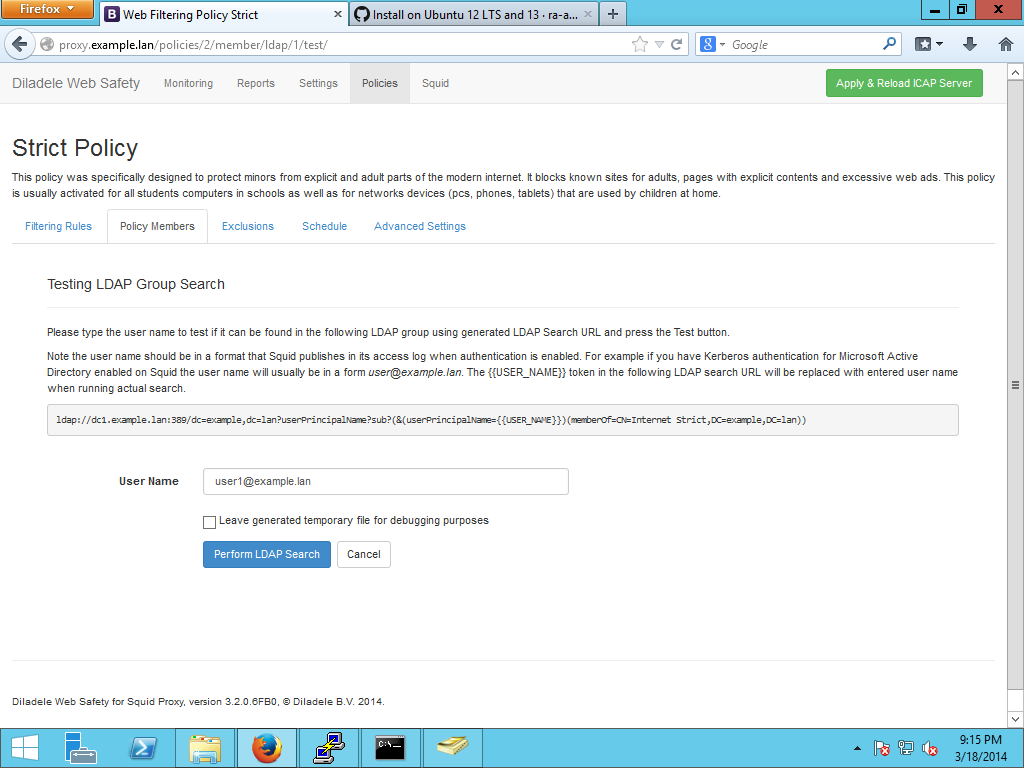 Firefox
B Web Filtering Policy Strict
Install on Ubuntu 12 LTS and 13 · ra-a...
proxy.example.lan/policies/2/member/ldap/1/test/
8 Google
Diladele Web Safety Monitoring Reports Settings Policies Squid Apply & Reload ICAP Server
Strict Policy
This policy was specifically designed to protect minors from explicit and adult parts of the modern internet. It blocks known sites for adults, pages with explicit contents and excessive web ads. This policy
is usually activated for all students computers in schools as well as for networks devices (pcs, phones, tablets) that are used by children at home.
Filtering Rules Policy Members Exclusions Schedule Advanced Settings
Testing LDAP Group Search
Please type the user name to test if it can be found in the following LDAP group using generated LDAP Search URL and press the Test button.
Note the user name should be in a format that Squid publishes in its access log when authentication is enabled. For example if you have Kerberos authentication for Microsoft Active
Directory enabled on Squid the user name will usually be in a form user@example.lan. The {{USER_NAME}} token in the following LDAP search URL will be replaced with entered user name
when running actual search.
ldap://dc1.example.lan:389/dc=example,dc=lan?userPrincipalName?sub?(&(userPrincipalName={{USER_NAME}})(memberOf=CN=Internet Strict,DC=example,DC=lan))
User Name user1@example.lan
Leave generated temporary file for debugging purposes
Perform LDAP Search Cancel
Diladele Web Safety for Squid Proxy, version 3.2.0.6FB0, © Diladele B.V. 2014.
C:\_
9:15 PM
3/18/2014